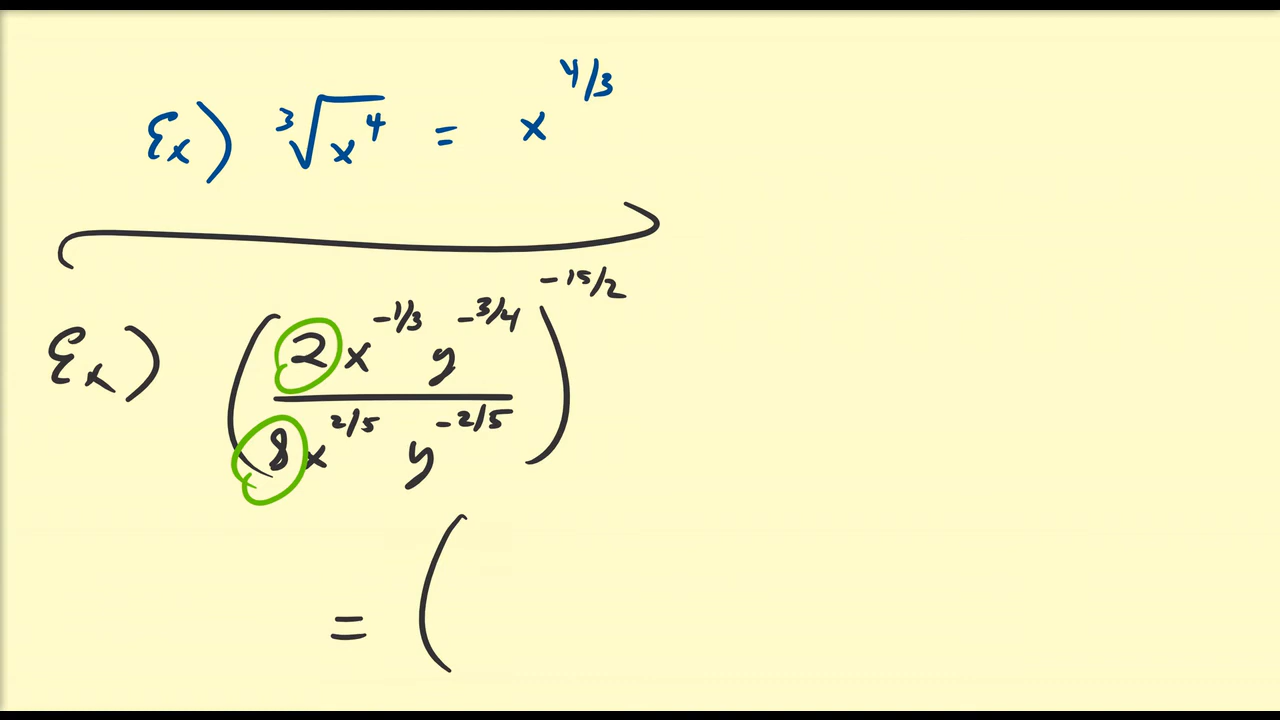 Ex) ∛x⁴ = x^4/3
Ex) (2x^-1/3 y^-3/4 / 8x^2/5 y^-2/5)^-15/2
= (